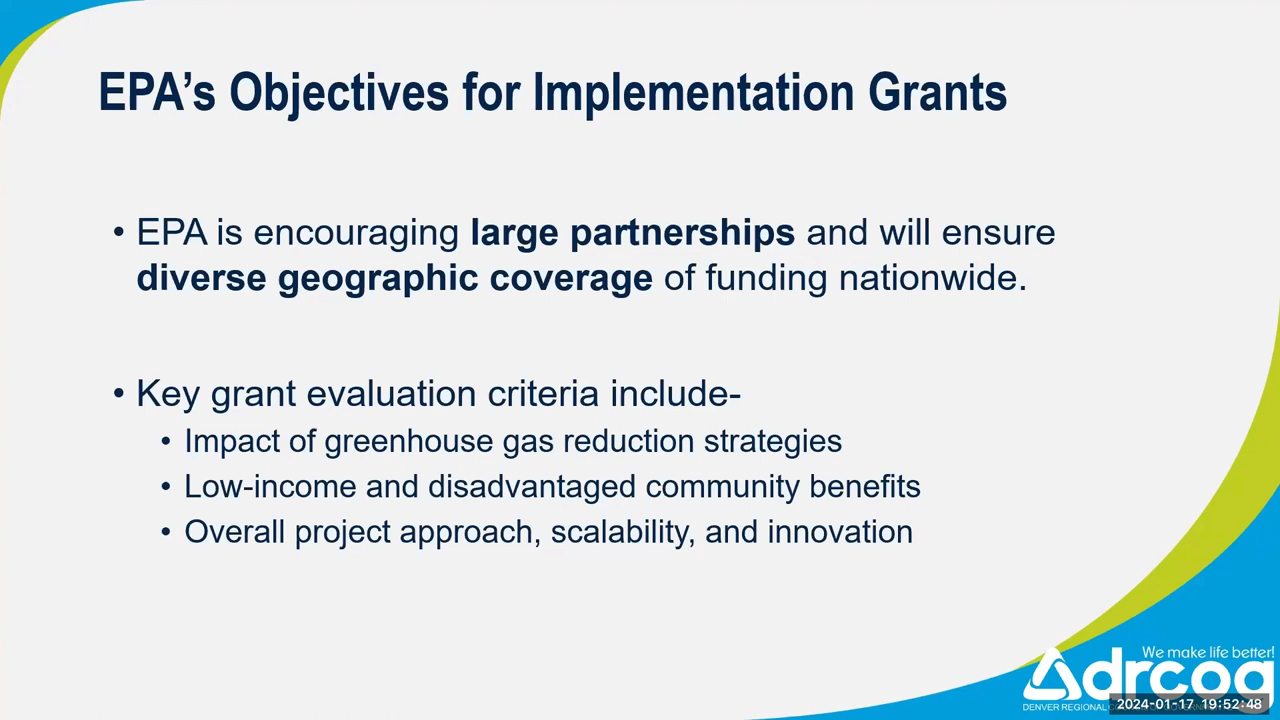 EPA’s Objectives for Implementation Grants
• EPA is encouraging large partnerships and will ensure
diverse geographic coverage of funding nationwide.
• Key grant evaluation criteria include-
• Impact of greenhouse gas reduction strategies
• Low-income and disadvantaged community benefits
• Overall project approach, scalability, and innovation
We make life better!
drcog
DENVER REGIONAL
2024-01-17 19:52:48